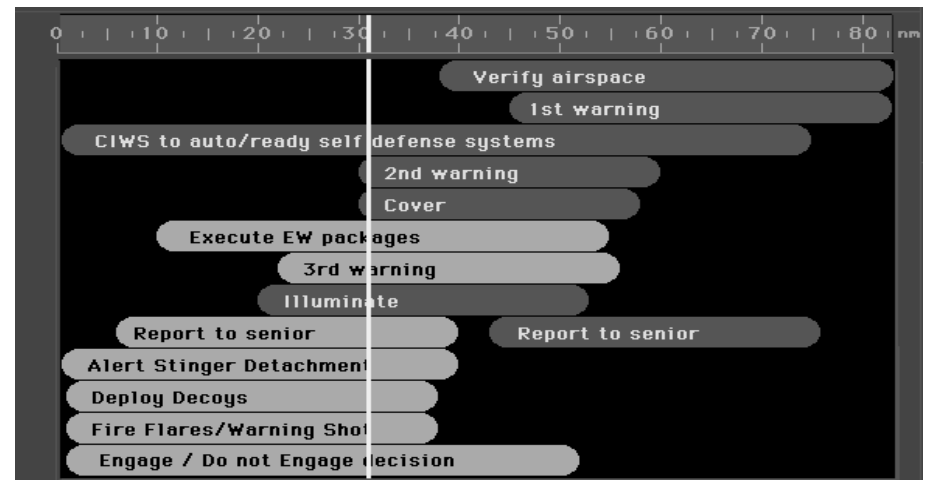 0 10 20 30 40 50 60 70 80 nm
Verify airspace
1st warning
CIWS to auto/ready self defense systems
2nd warning
Cover
Execute EW packages
3rd warning
Illuminate
Report to senior Report to senior
Alert Stinger Detachment
Deploy Decoys
Fire Flares/Warning Shot
Engage / Do not Engage decision